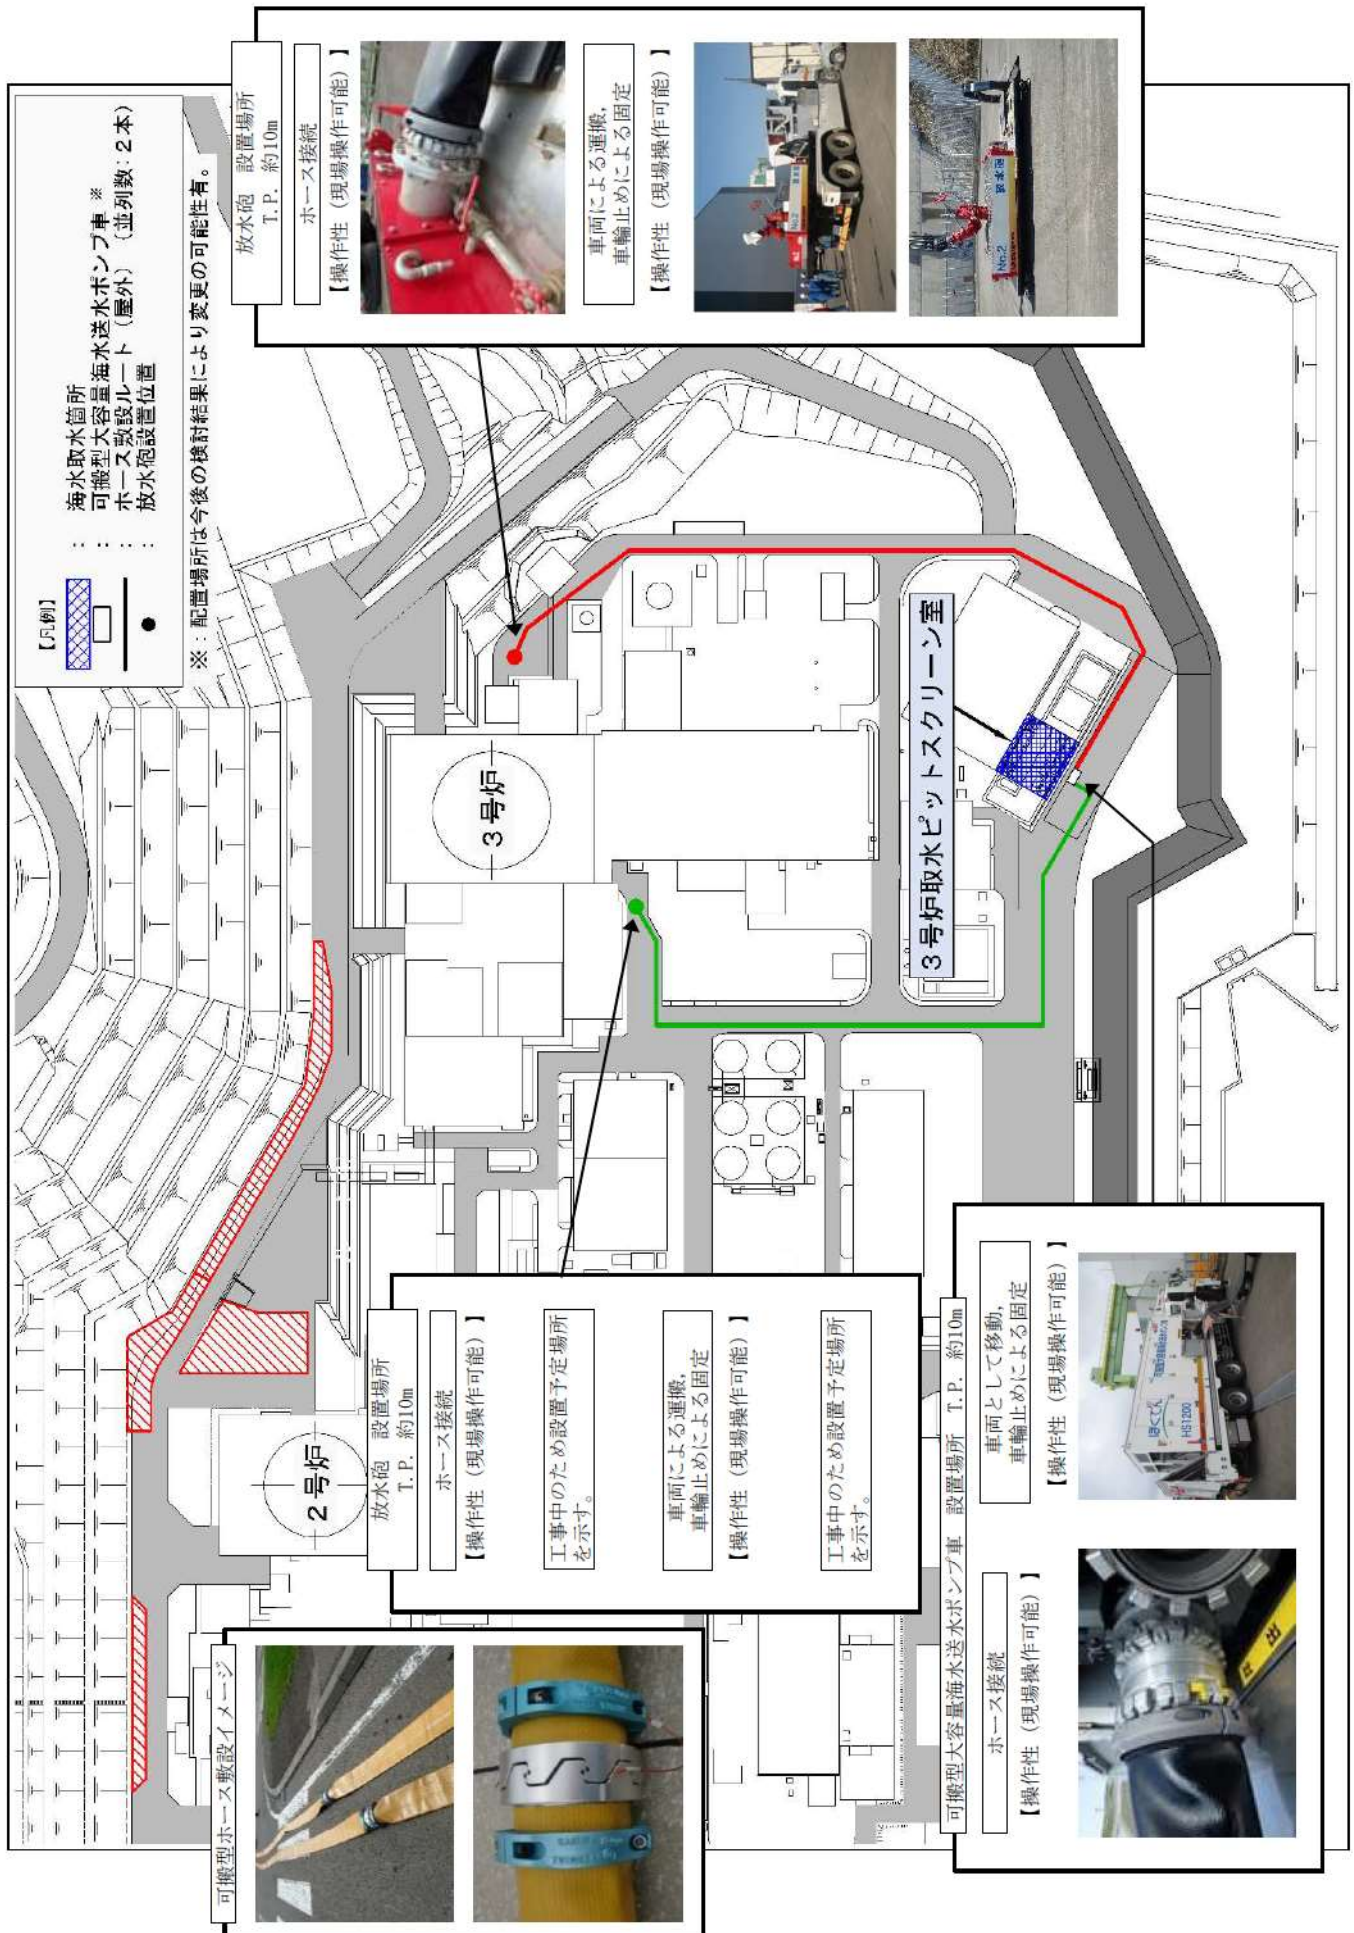 【凡例】
： 海水取水箇所
： 可搬型大容量海水送水ポンプ車 ※
： ホース敷設ルート（屋外）（並列数：２本）
： 放水砲設置位置
※：配置場所は今後の検討結果により変更の可能性有。
放水砲 設置場所
T.P. 約10m
ホース接続
【操作性（現場操作可能）】
車両による運搬，
車輪止めによる固定
【操作性（現場操作可能）】
No.2
No.2
放水砲
３号炉
２号炉
３号炉取水ピットスクリーン室
放水砲 設置場所
T.P. 約10m
ホース接続
【操作性（現場操作可能）】
工事中のため設置予定場所
を示す。
車両による運搬，
車輪止めによる固定
【操作性（現場操作可能）】
工事中のため設置予定場所
を示す。
可搬型ホース敷設イメージ
可搬型大容量海水送水ポンプ車 設置場所 T.P. 約10m
ホース接続
【操作性（現場操作可能）】
車両として移動，
車輪止めによる固定
【操作性（現場操作可能）】
ほくでん
HS1200